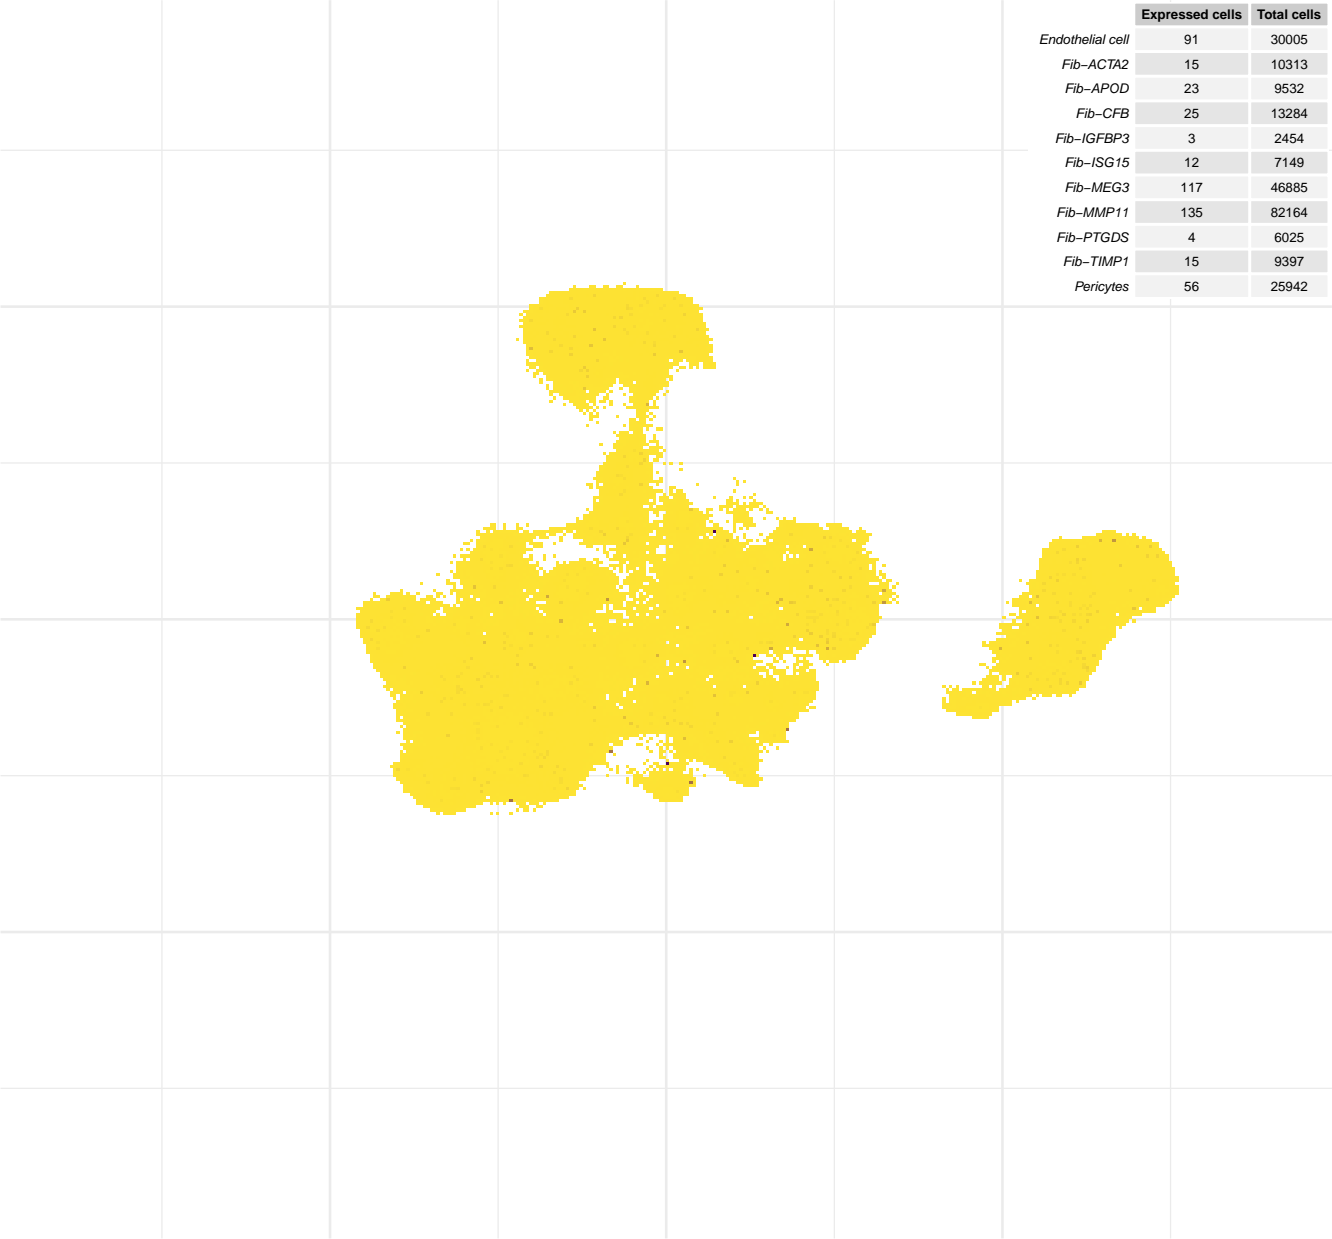 Expressed cells Total cells
Endothelial cell 91 30005
Fib−ACTA2 15 10313
Fib−APOD 23 9532
Fib−CFB 25 13284
Fib−IGFBP3 3 2454
Fib−ISG15 12 7149
Fib−MEG3 117 46885
Fib−MMP11 135 82164
Fib−PTGDS 4 6025
Fib−TIMP1 15 9397
Pericytes 56 25942